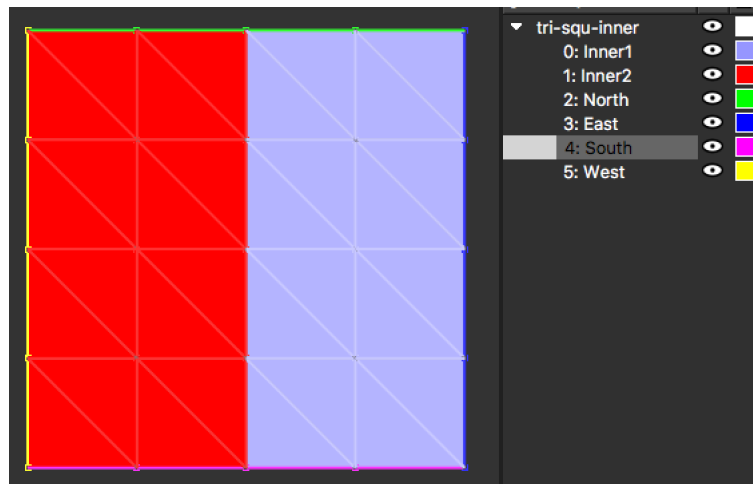 tri-squ-inner
0: Inner1
1: Inner2
2: North
3: East
4: South
5: West